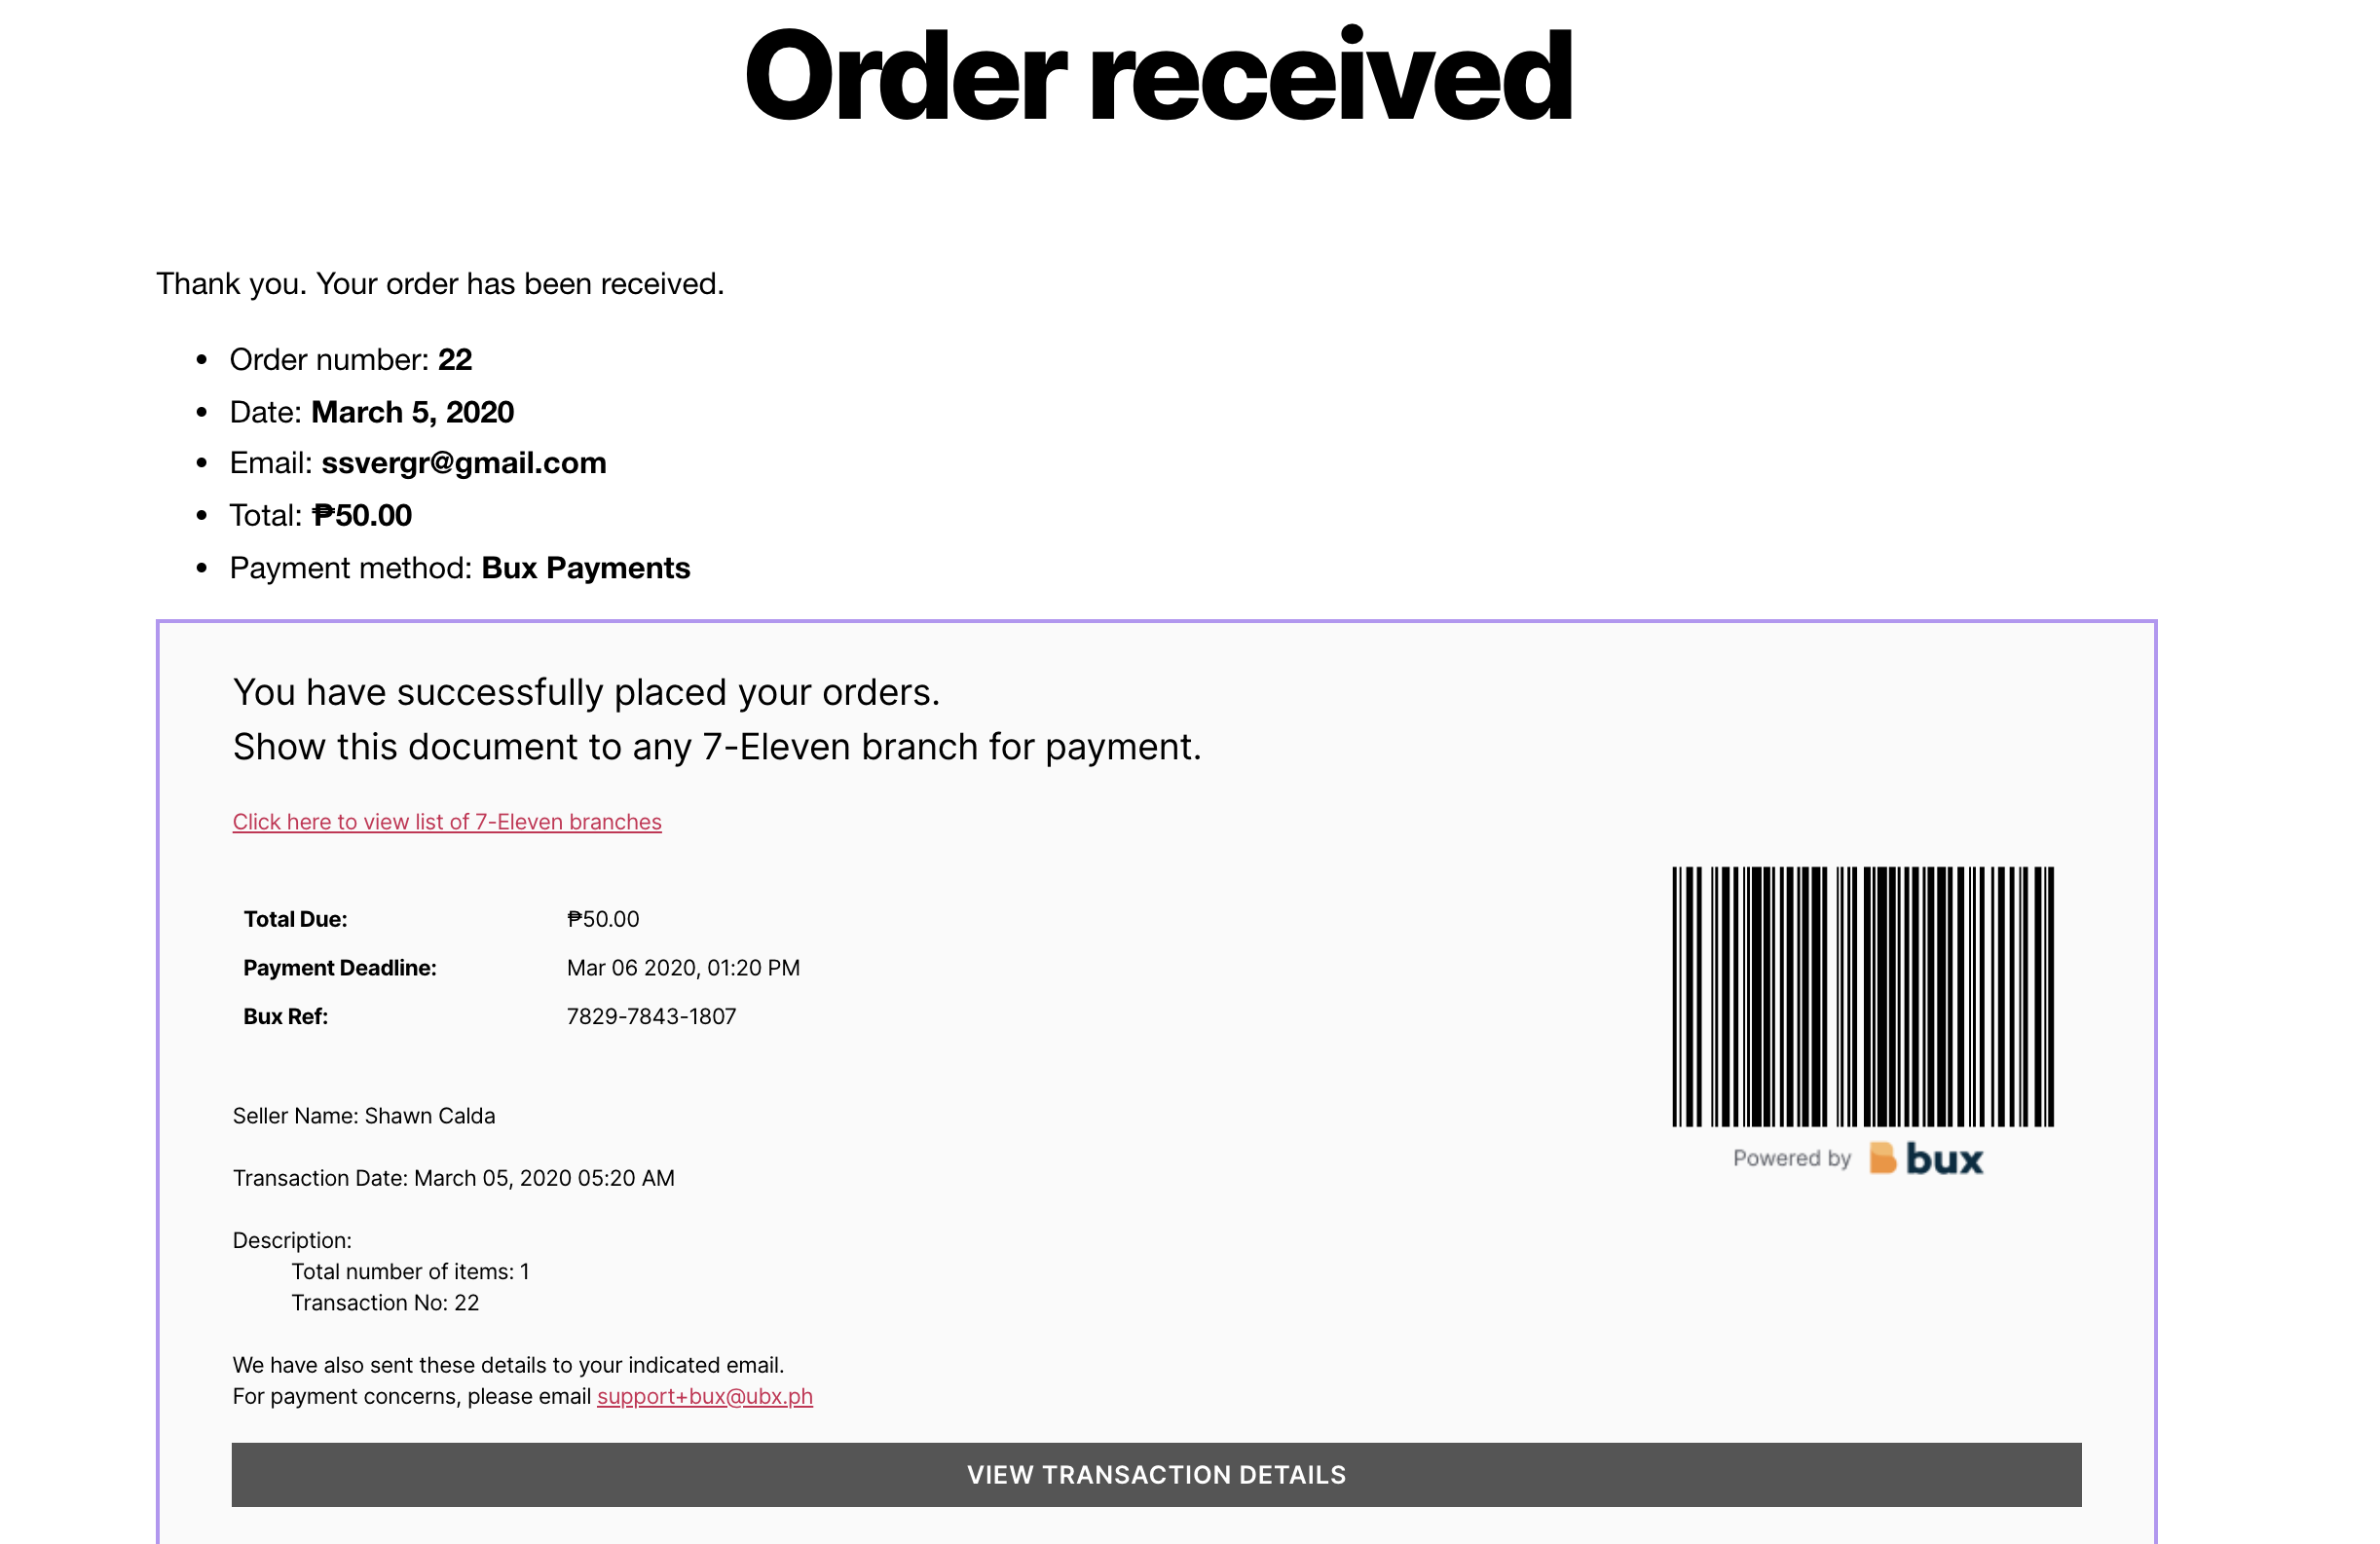 Order received
Thank you. Your order has been received.
• Order number: 22
• Date: March 5, 2020
• Email: ssvergr@gmail.com
• Total: ₱50.00
• Payment method: Bux Payments
You have successfully placed your orders.
Show this document to any 7-Eleven branch for payment.
Click here to view list of 7-Eleven branches
Total Due: ₱50.00
Payment Deadline: Mar 06 2020, 01:20 PM
Bux Ref: 7829-7843-1807
Powered by bux
Seller Name: Shawn Calda
Transaction Date: March 05, 2020 05:20 AM
Description:
Total number of items: 1
Transaction No: 22
We have also sent these details to your indicated email.
For payment concerns, please email support+bux@ubx.ph
VIEW TRANSACTION DETAILS